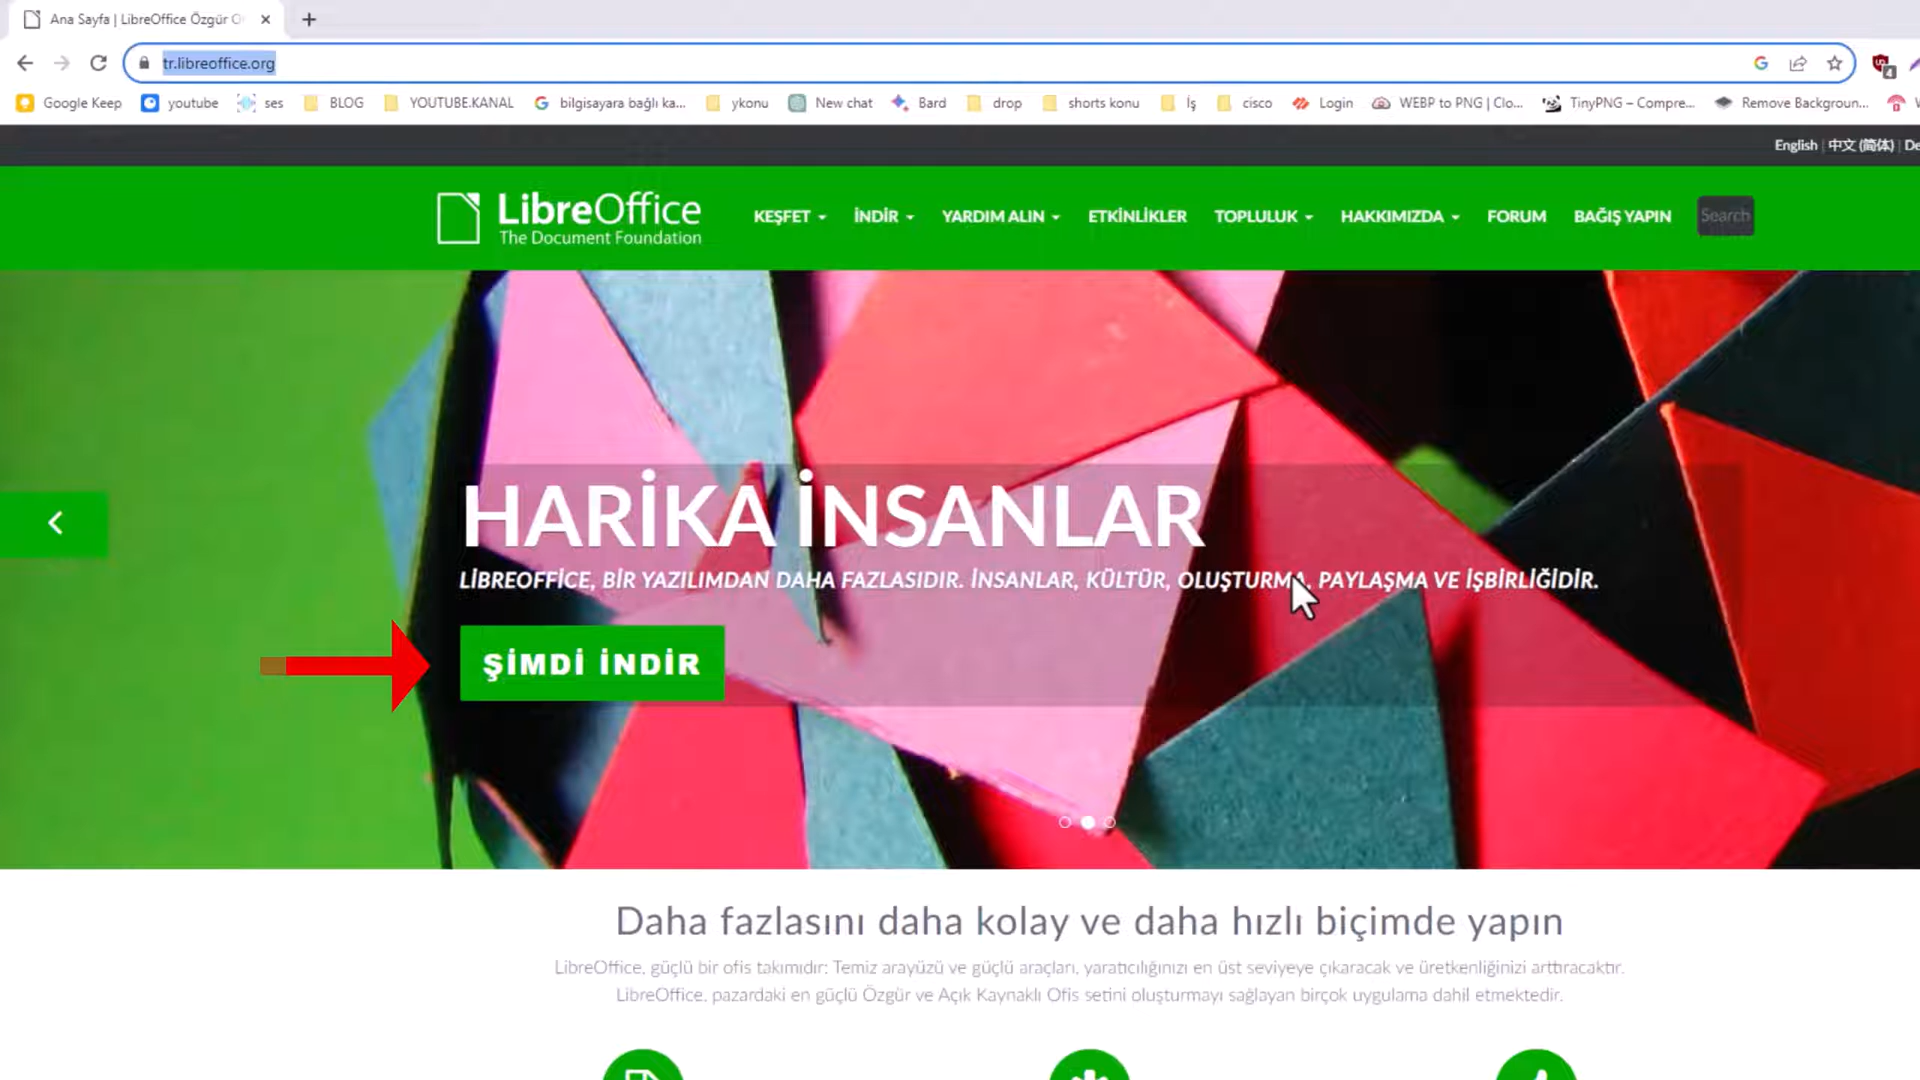 Ana Sayfa | LibreOffice Özgür
tr.libreoffice.org
Google Keep youtube ses BLOG YOUTUBE.KANAL bilgisayara bağlı ka... ykonu New chat Bard drop shorts konu İş cisco Login WEBP to PNG | Clo... TinyPNG – Compre... Remove Backgroun...
English | 中文 (简体) | De
LibreOffice
The Document Foundation
KEŞFET İNDİR YARDIM ALIN ETKİNLİKLER TOPLULUK HAKKIMIZDA FORUM BAĞIŞ YAPIN Search
HARİKA İNSANLAR
LİBREOFFİCE, BİR YAZILIMDAN DAHA FAZLASIDIR. İNSANLAR, KÜLTÜR, OLUŞTURMA, PAYLAŞMA VE İŞBİRLİĞİDİR.
ŞİMDİ İNDİR
Daha fazlasını daha kolay ve daha hızlı biçimde yapın
LibreOffice, güçlü bir ofis takımıdır: Temiz arayüzü ve güçlü araçları, yaratıcılığınızı en üst seviyeye çıkaracak ve üretkenliğinizi arttıracaktır.
LibreOffice, pazardaki en güçlü Özgür ve Açık Kaynaklı Ofis setini oluşturmayı sağlayan birçok uygulama dahil etmektedir.